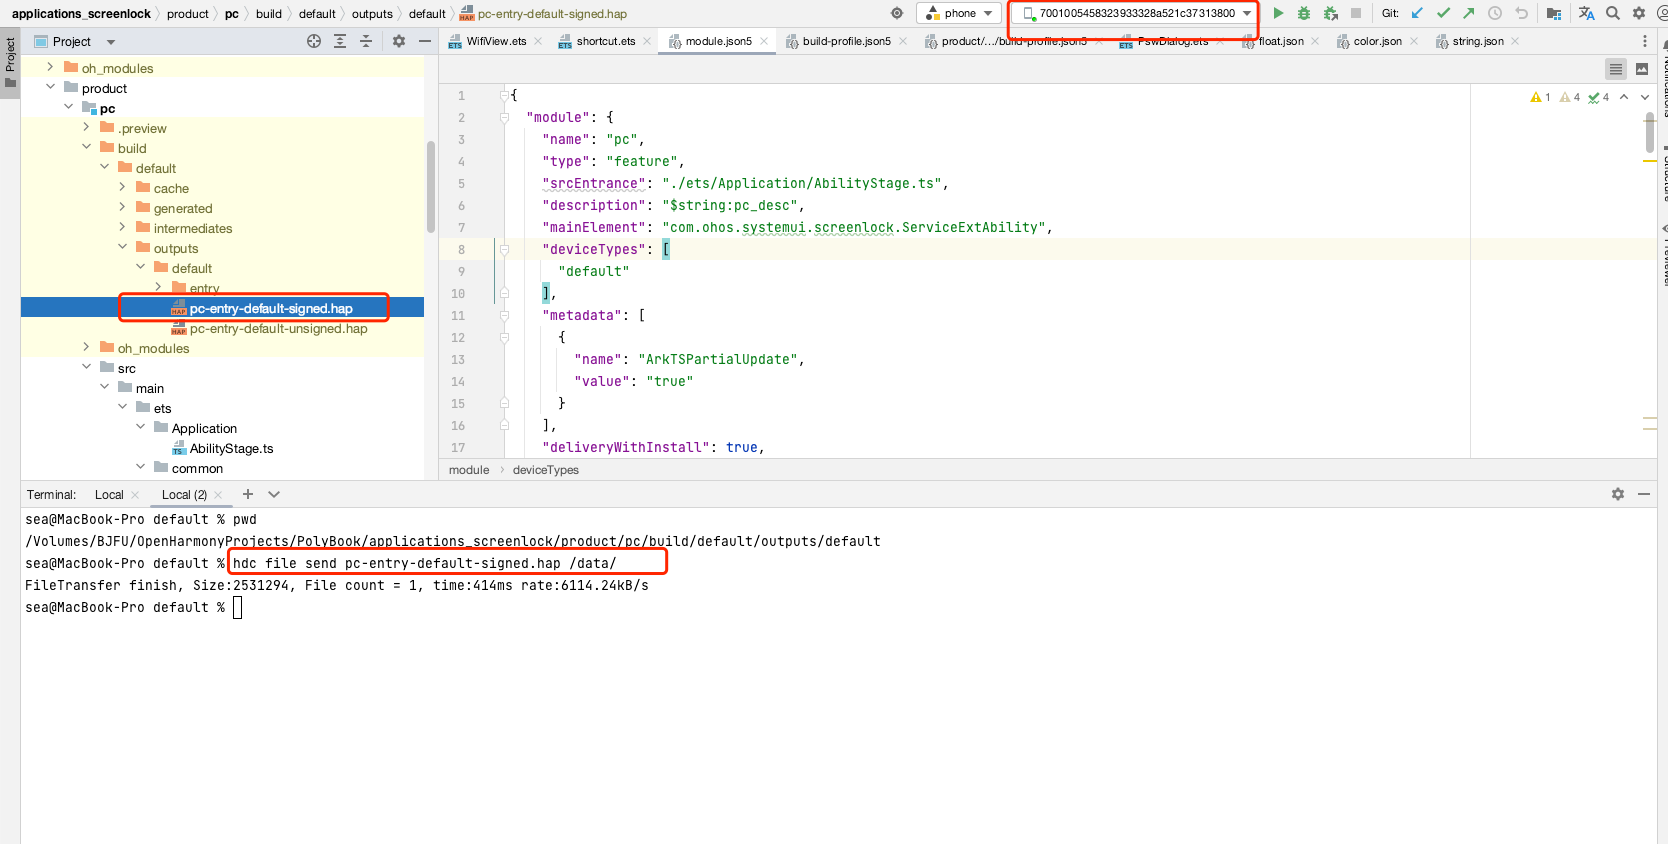 applications_screenlock product pc build default outputs default pc-entry-default-signed.hap phone 7001005458323933328a521c37313800 Git:
Project
Project WifiView.ets shortcut.ets module.json5 build-profile.json5 product/.../build-profile.json5 PswDialog.ets float.json color.json string.json
oh_modules
product
pc
.preview
build
default
cache
generated
intermediates
outputs
default
entry
pc-entry-default-signed.hap
pc-entry-default-unsigned.hap
oh_modules
src
main
ets
Application
AbilityStage.ts
common
1 4 4
1 {
2 "module": {
3 "name": "pc",
4 "type": "feature",
5 "srcEntrance": "./ets/Application/AbilityStage.ts",
6 "description": "$string:pc_desc",
7 "mainElement": "com.ohos.systemui.screenlock.ServiceExtAbility",
8 "deviceTypes": [
9 "default"
10 ],
11 "metadata": [
12 {
13 "name": "ArkTSPartialUpdate",
14 "value": "true"
15 }
16 ],
17 "deliveryWithInstall": true,
module deviceTypes
Terminal: Local Local (2)
sea@MacBook-Pro default % pwd
/Volumes/BJFU/OpenHarmonyProjects/PolyBook/applications_screenlock/product/pc/build/default/outputs/default
sea@MacBook-Pro default % hdc file send pc-entry-default-signed.hap /data/
FileTransfer finish, Size:2531294, File count = 1, time:414ms rate:6114.24kB/s
sea@MacBook-Pro default %